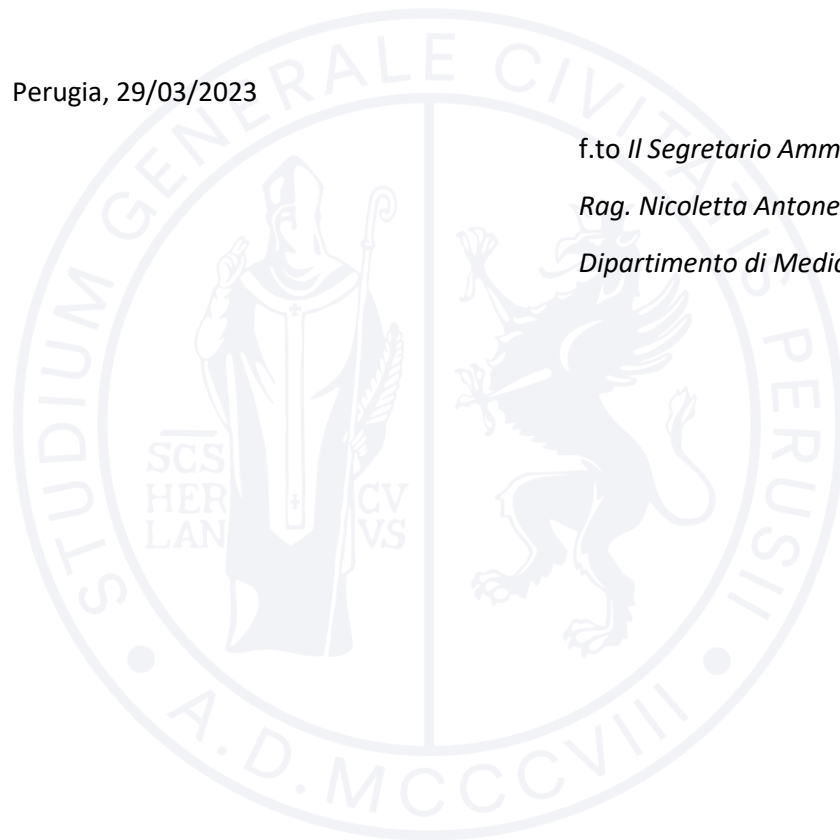 Perugia, 29/03/2023
f.to Il Segretario Amm
Rag. Nicoletta Antone
Dipartimento di Medic
STUDIUM GENERALE CIVITATIS PERUSII
SCS
HER
LAN
CV
VS
A.D. MCCCVIII